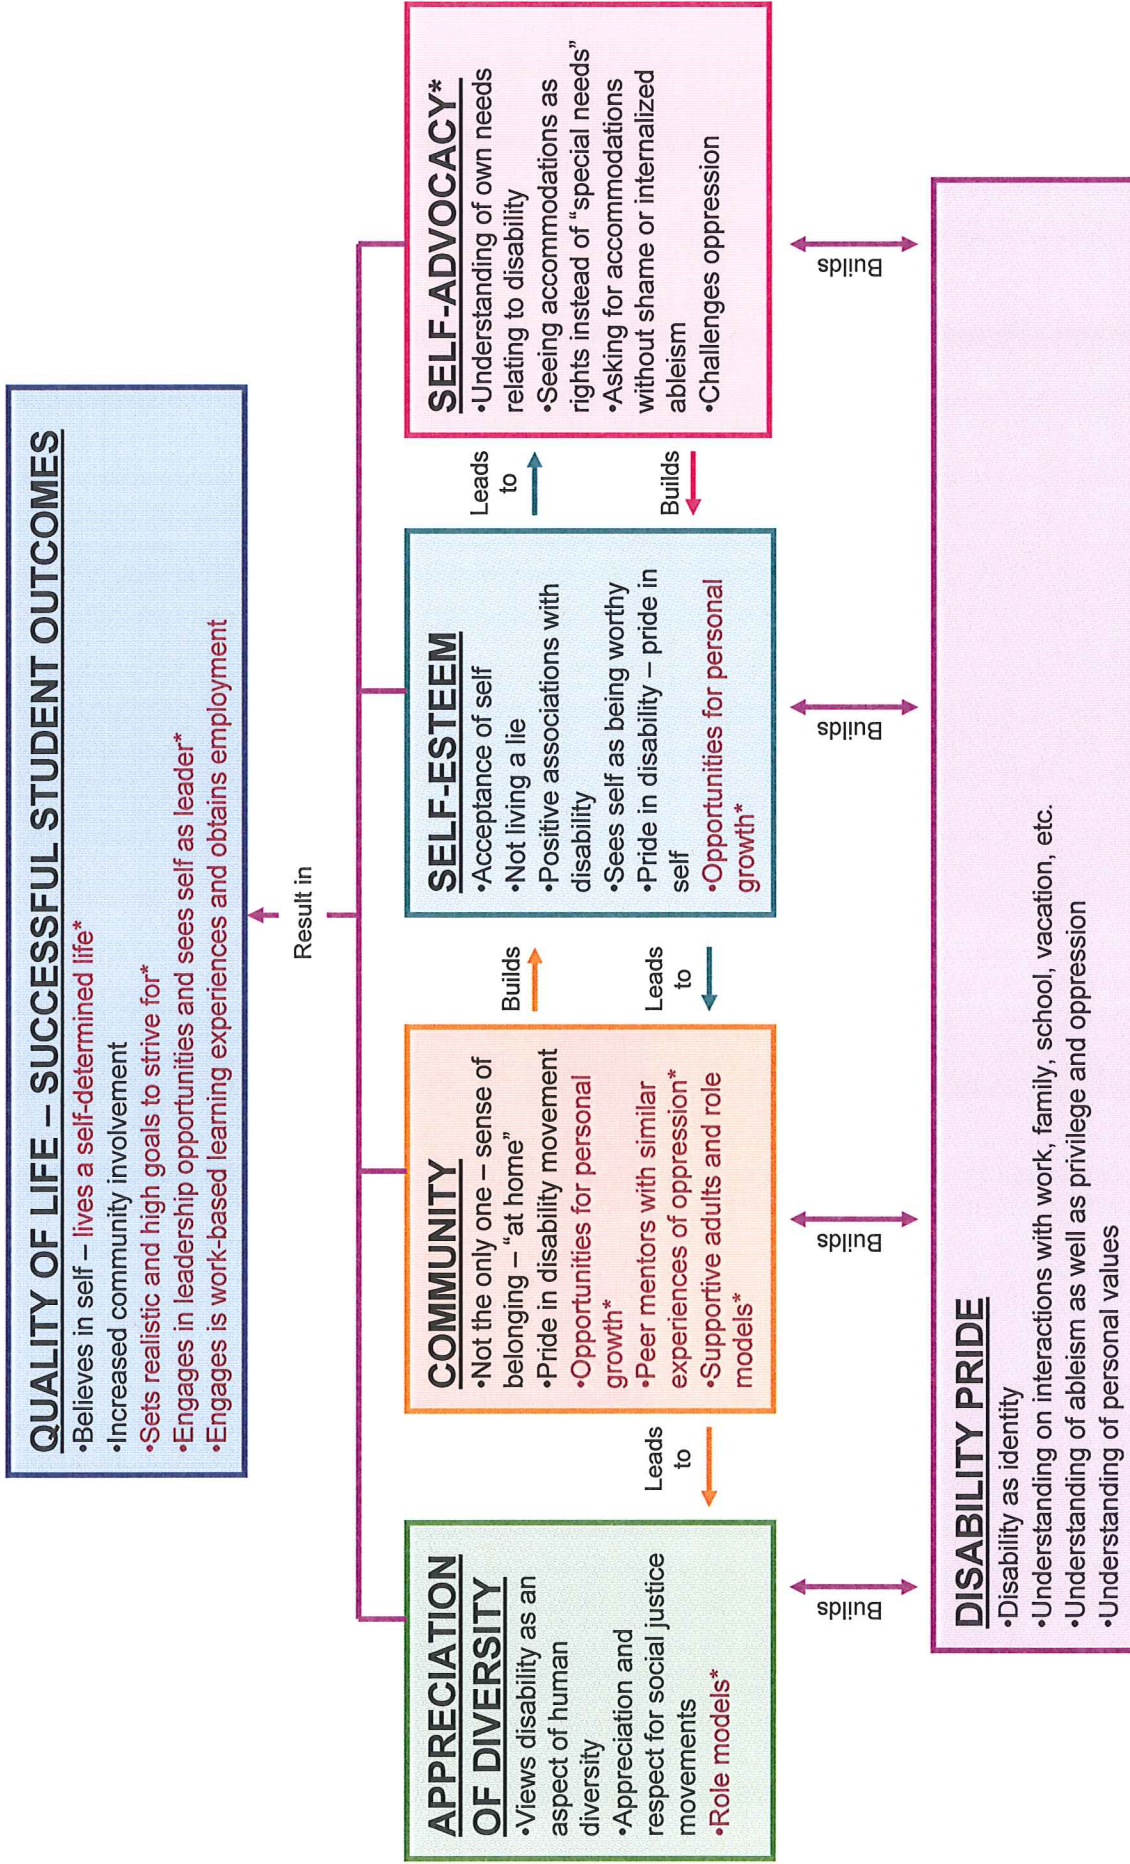 QUALITY OF LIFE – SUCCESSFUL STUDENT OUTCOMES
•Believes in self – lives a self-determined life*
•Increased community involvement
•Sets realistic and high goals to strive for*
•Engages in leadership opportunities and sees self as leader*
•Engages is work-based learning experiences and obtains employment
Result in
APPRECIATION
OF DIVERSITY
•Views disability as an
aspect of human
diversity
•Appreciation and
respect for social justice
movements
•Role models*
Leads
to
COMMUNITY
•Not the only one – sense of
belonging – “at home”
•Pride in disability movement
•Opportunities for personal
growth*
•Peer mentors with similar
experiences of oppression*
•Supportive adults and role
models*
Builds
Leads
to
SELF-ESTEEM
•Acceptance of self
•Not living a lie
•Positive associations with
disability
•Sees self as being worthy
•Pride in disability – pride in
self
•Opportunities for personal
growth*
Leads
to
Builds
SELF-ADVOCACY*
•Understanding of own needs
relating to disability
•Seeing accommodations as
rights instead of “special needs”
•Asking for accommodations
without shame or internalized
ableism
•Challenges oppression
Builds
Builds
Builds
Builds
DISABILITY PRIDE
•Disability as identity
•Understanding on interactions with work, family, school, vacation, etc.
•Understanding of ableism as well as privilege and oppression
•Understanding of personal values